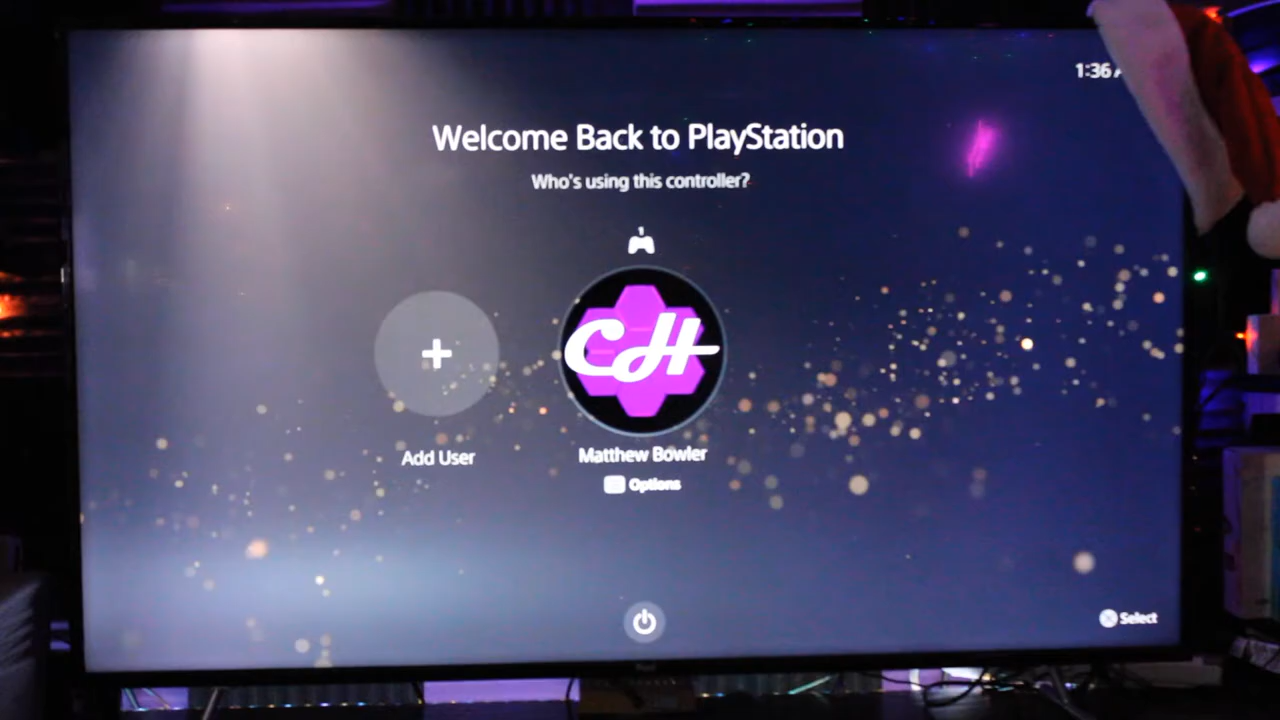 1:36
Welcome Back to PlayStation
Who's using this controller?
CH
Add User
Matthew Bowler
Options
Select